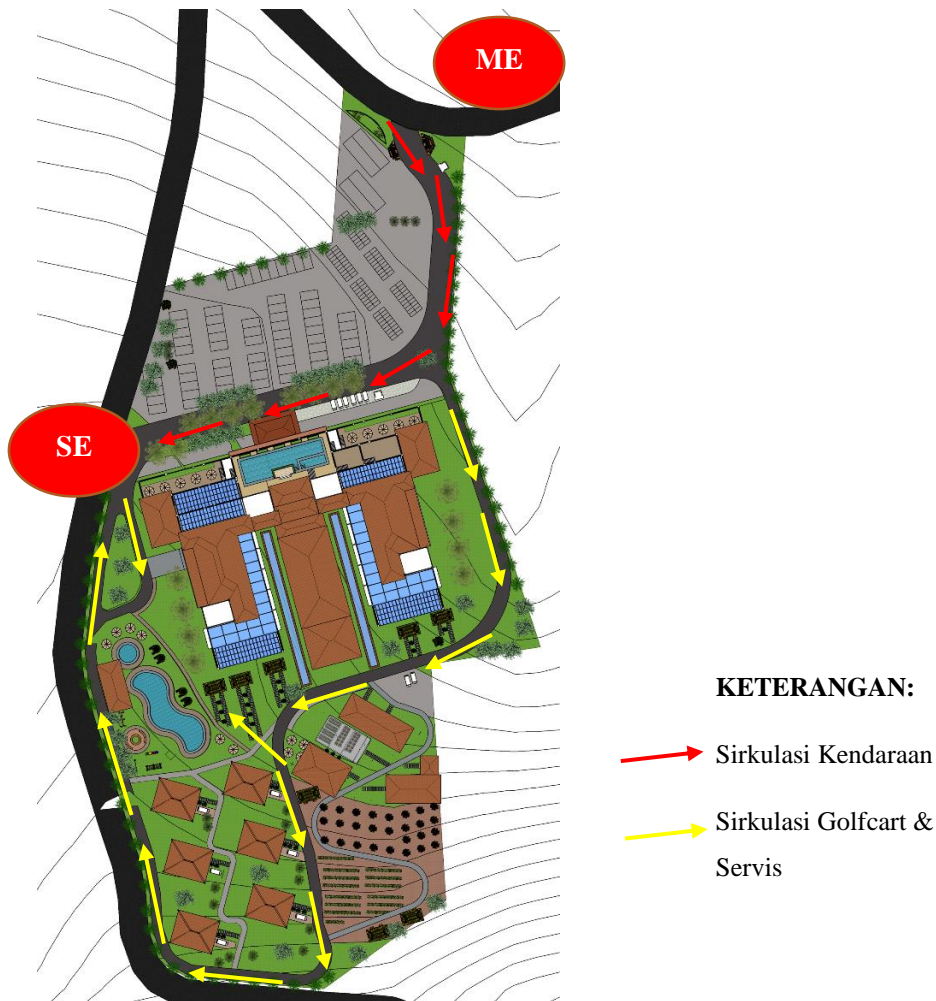 ME
SE
KETERANGAN:
Sirkulasi Kendaraan
Sirkulasi Golfcart &
Servis